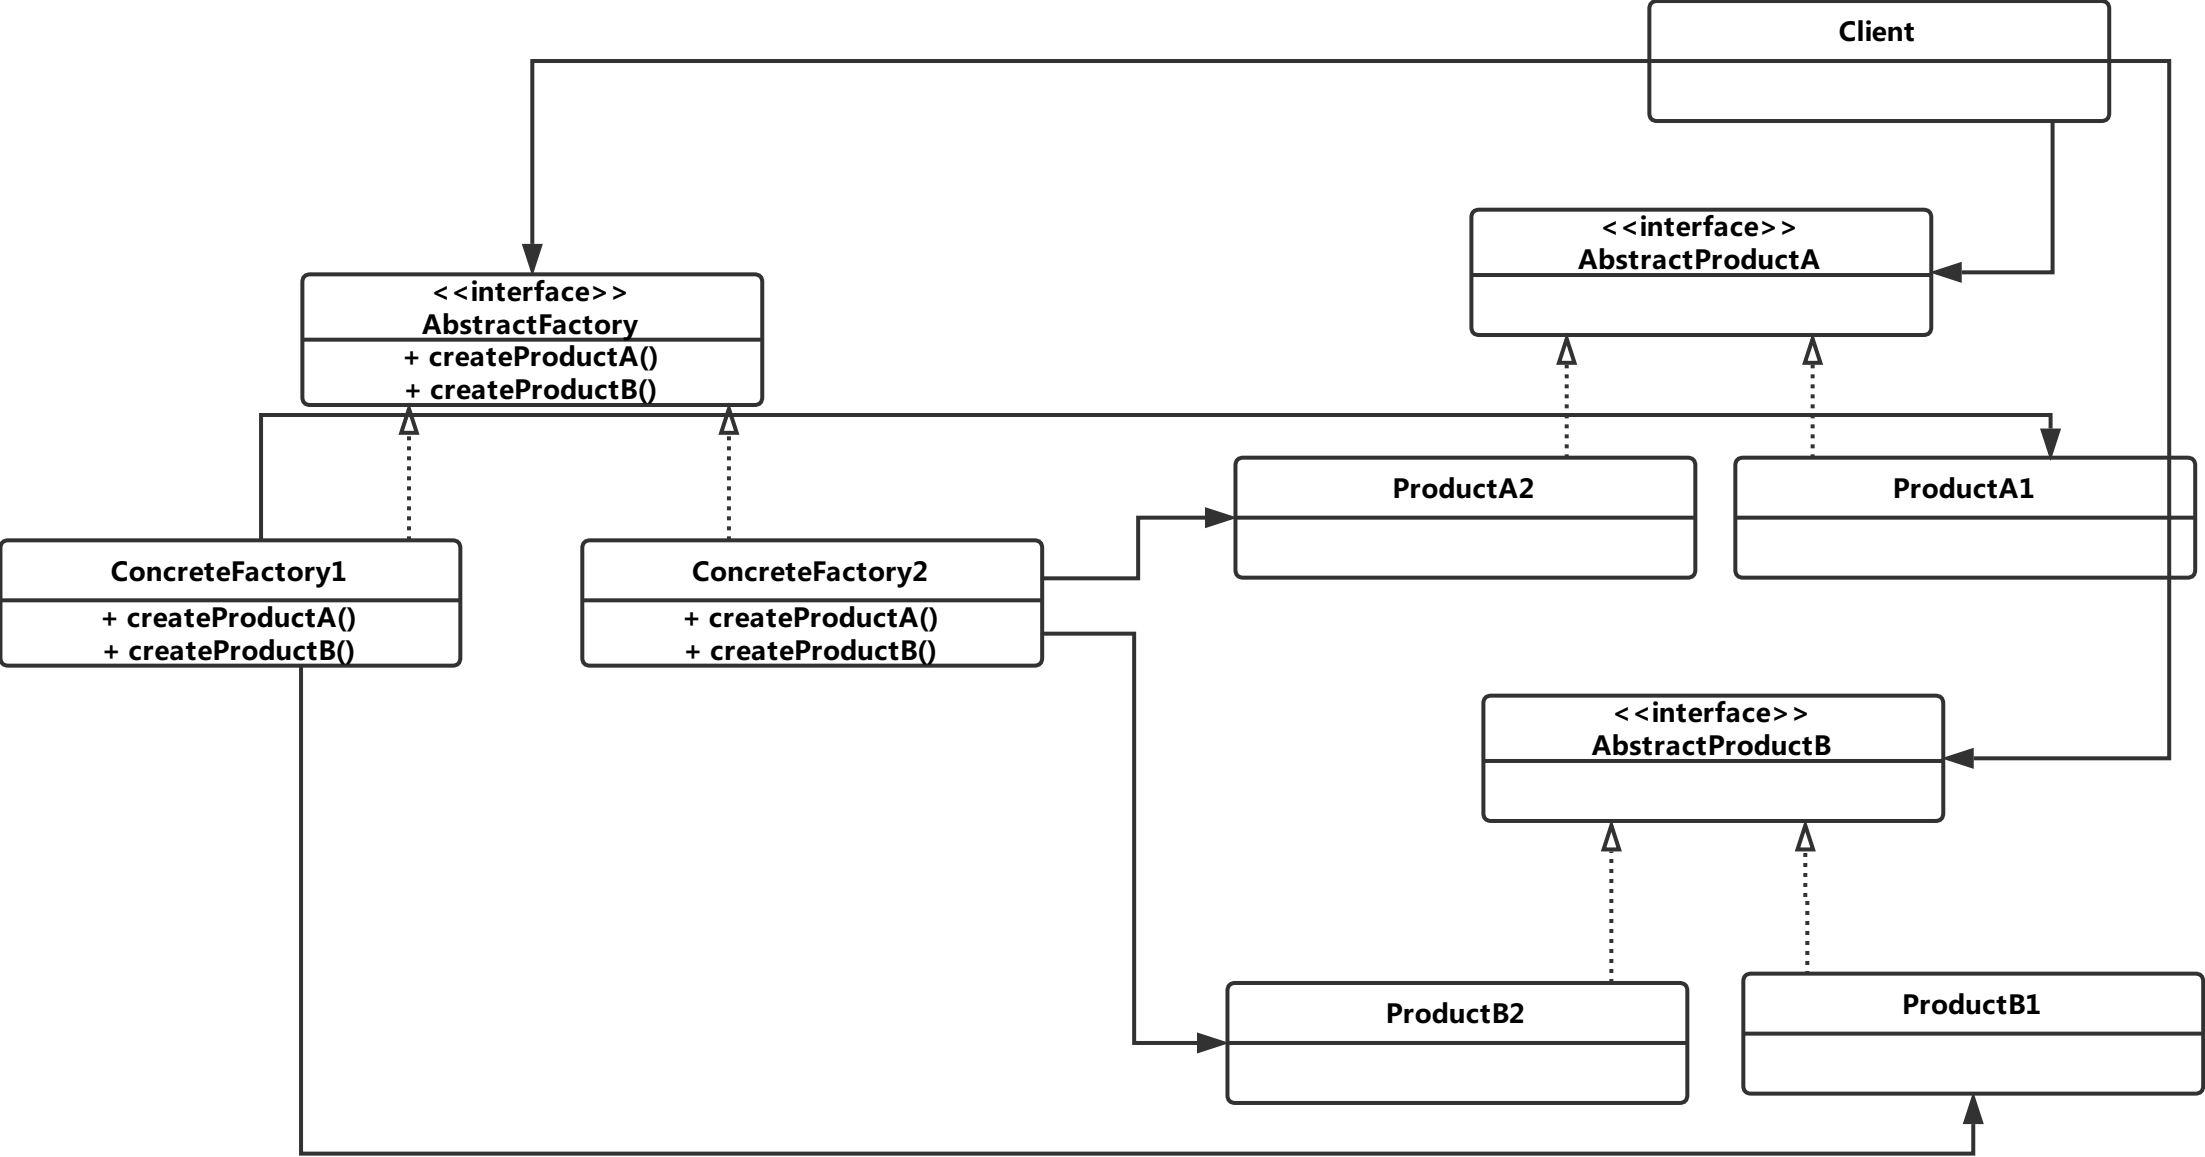 Client
<<interface>>
AbstractProductA
<<interface>>
AbstractFactory
+ createProductA()
+ createProductB()
ProductA2
ProductA1
ConcreteFactory1
+ createProductA()
+ createProductB()
ConcreteFactory2
+ createProductA()
+ createProductB()
<<interface>>
AbstractProductB
ProductB2
ProductB1